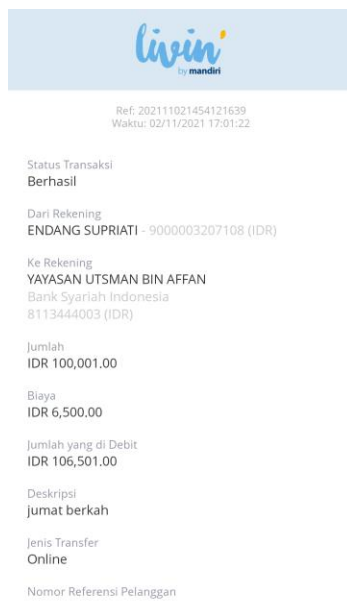 livin'
by mandiri
Ref: 202111021454121639
Waktu: 02/11/2021 17:01:22
Status Transaksi
Berhasil
Dari Rekening
ENDANG SUPRIATI - 9000003207108 (IDR)
Ke Rekening
YAYASAN UTSMAN BIN AFFAN
Bank Syariah Indonesia
8113444003 (IDR)
Jumlah
IDR 100,001.00
Biaya
IDR 6,500.00
Jumlah yang di Debit
IDR 106,501.00
Deskripsi
jumat berkah
Jenis Transfer
Online
Nomor Referensi Pelanggan